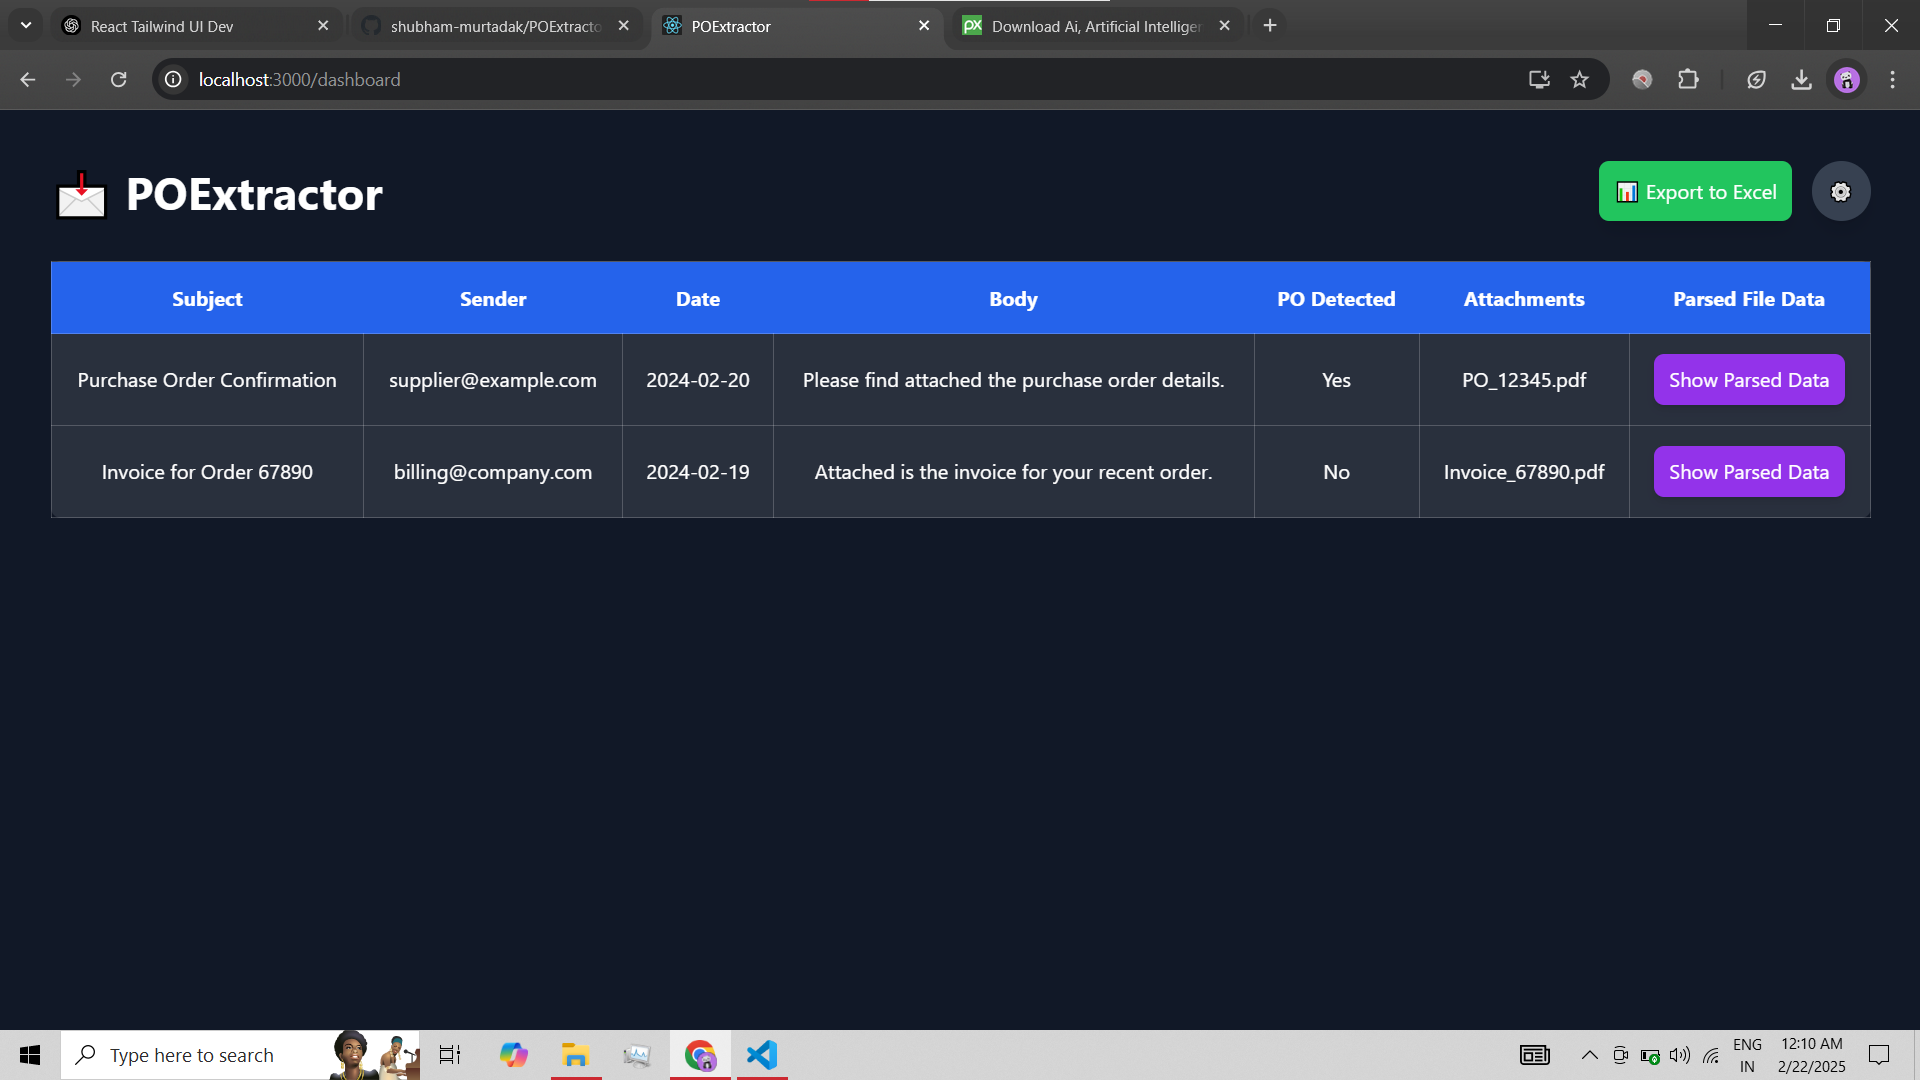 React Tailwind UI Dev
shubham-murtadak/POExtracto
POExtractor
Download Ai, Artificial Intelliger
localhost:3000/dashboard
POExtractor
Export to Excel
Subject Sender Date Body PO Detected Attachments Parsed File Data
Purchase Order Confirmation supplier@example.com 2024-02-20 Please find attached the purchase order details. Yes PO_12345.pdf Show Parsed Data
Invoice for Order 67890 billing@company.com 2024-02-19 Attached is the invoice for your recent order. No Invoice_67890.pdf Show Parsed Data
Type here to search
ENG
IN
12:10 AM
2/22/2025